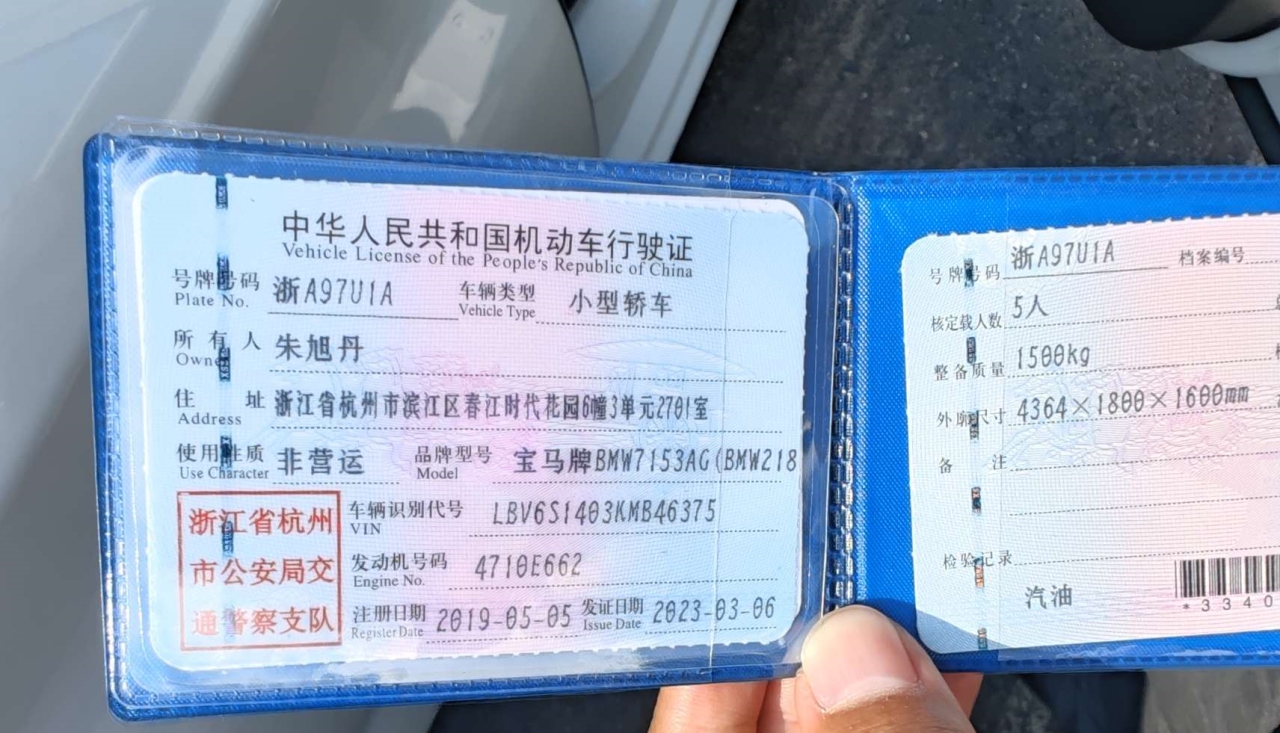 中华人民共和国机动车行驶证
Vehicle License of the People's Republic of China
号牌号码 浙A97U1A 车辆类型 小型轿车
Plate No. Vehicle Type
所有人 朱旭丹
Owner
住址 浙江省杭州市滨江区春江时代花园6幢3单元2701室
Address
使用性质 非营运 品牌型号 宝马牌BMW7153AG(BMW218
Use Character Model
浙江省杭州
市公安局交
通警察支队
车辆识别代号 LBV6S1403KMB46375
VIN
发动机号码 4710E662
Engine No.
注册日期 2019-05-05 发证日期 2023-03-06
Register Date Issue Date
号牌号码 浙A97U1A 档案编号
核定载人数 5人
整备质量 1500kg
外廓尺寸 4364×1800×1600mm
备注
检验记录
汽油
*3340